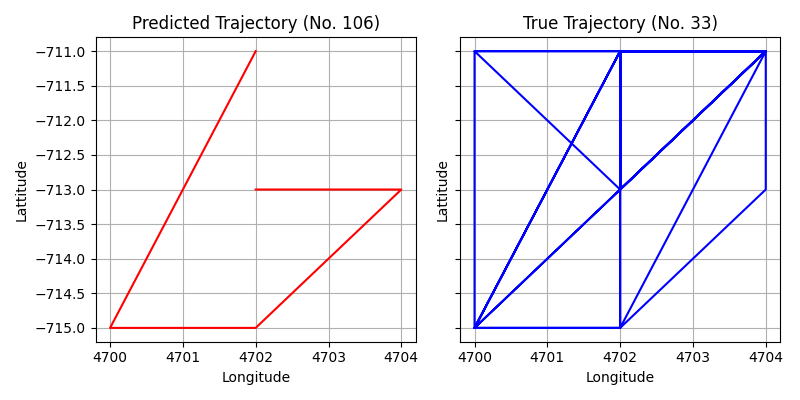 Predicted Trajectory (No. 106)
True Trajectory (No. 33)
−711.0
−711.5
−712.0
−712.5
−713.0
−713.5
−714.0
−714.5
−715.0
Lattitude
Lattitude
4700 4701 4702 4703 4704
4700 4701 4702 4703 4704
Longitude
Longitude